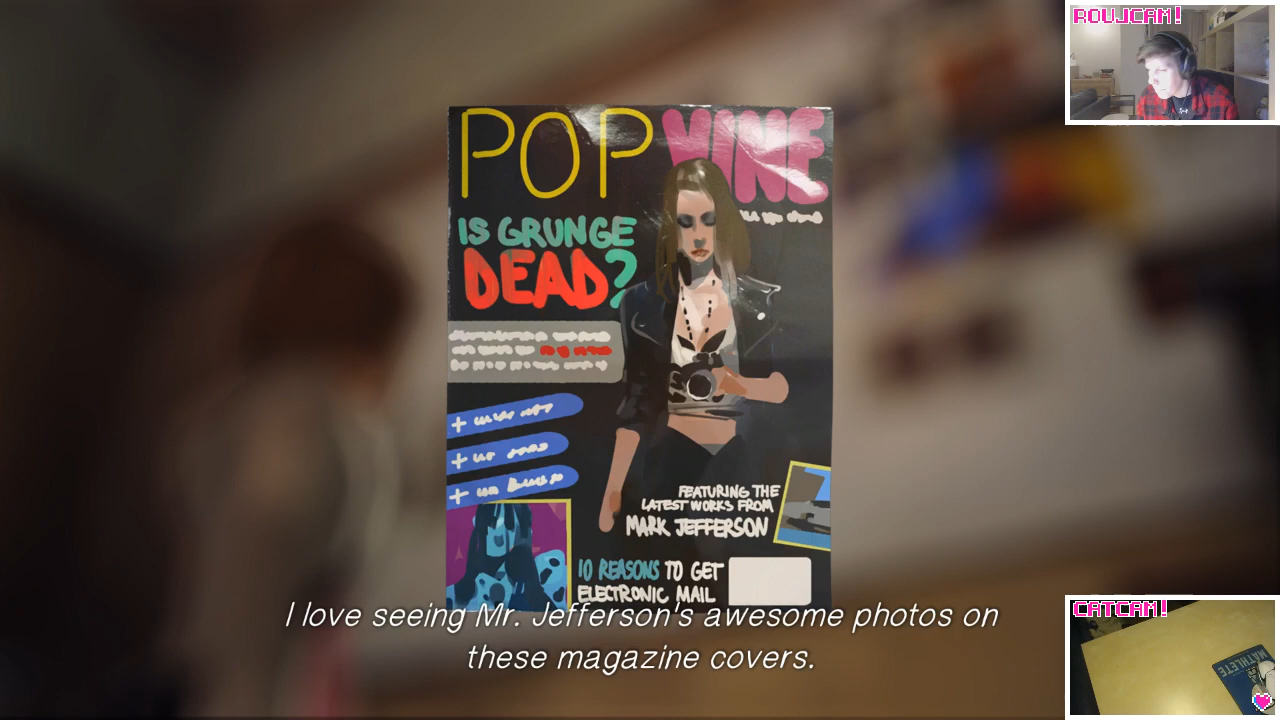 ROUJCAM!
POP VINE
IS GRUNGE
DEAD?
FEATURING THE
LATEST WORKS FROM
MARK JEFFERSON
10 REASONS TO GET
ELECTRONIC MAIL
I love seeing Mr. Jefferson's awesome photos on
these magazine covers.
CATCAM!
MATHLETE